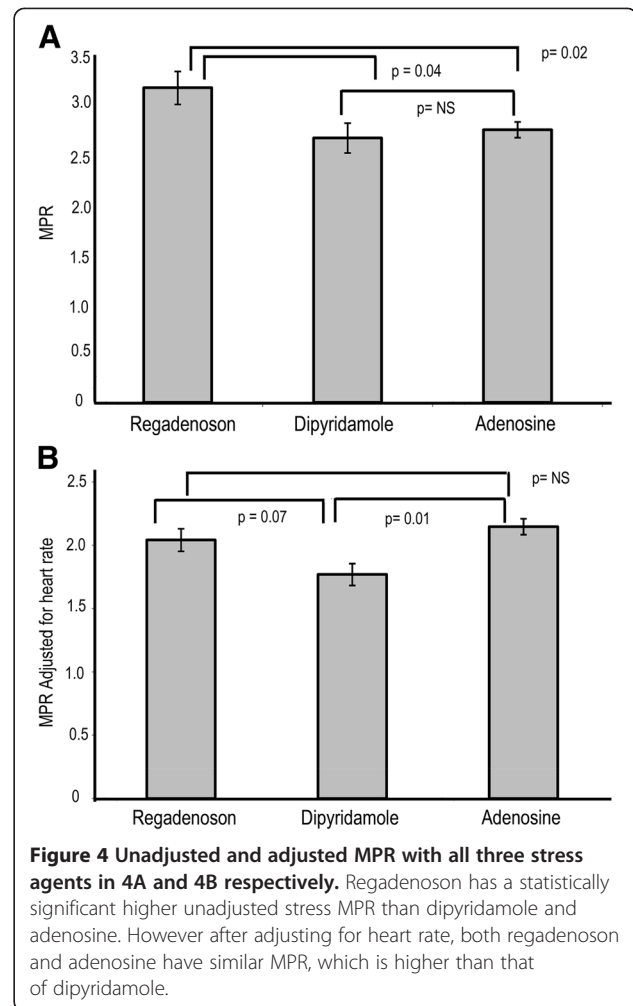 A
3.5
3.0
2.5
2.0
1.0
1.0
0.5
0
MPR
p= 0.02
p = 0.04
p= NS
Regadenoson Dipyridamole Adenosine
B
2.5
2.0
1.5
1.0
0.5
0
MPR Adjusted for heart rate
p= NS
p = 0.07 p = 0.01
Regadenoson Dipyridamole Adenosine
Figure 4 Unadjusted and adjusted MPR with all three stress
agents in 4A and 4B respectively. Regadenoson has a statistically
significant higher unadjusted stress MPR than dipyridamole and
adenosine. However after adjusting for heart rate, both regadenoson
and adenosine have similar MPR, which is higher than that
of dipyridamole.